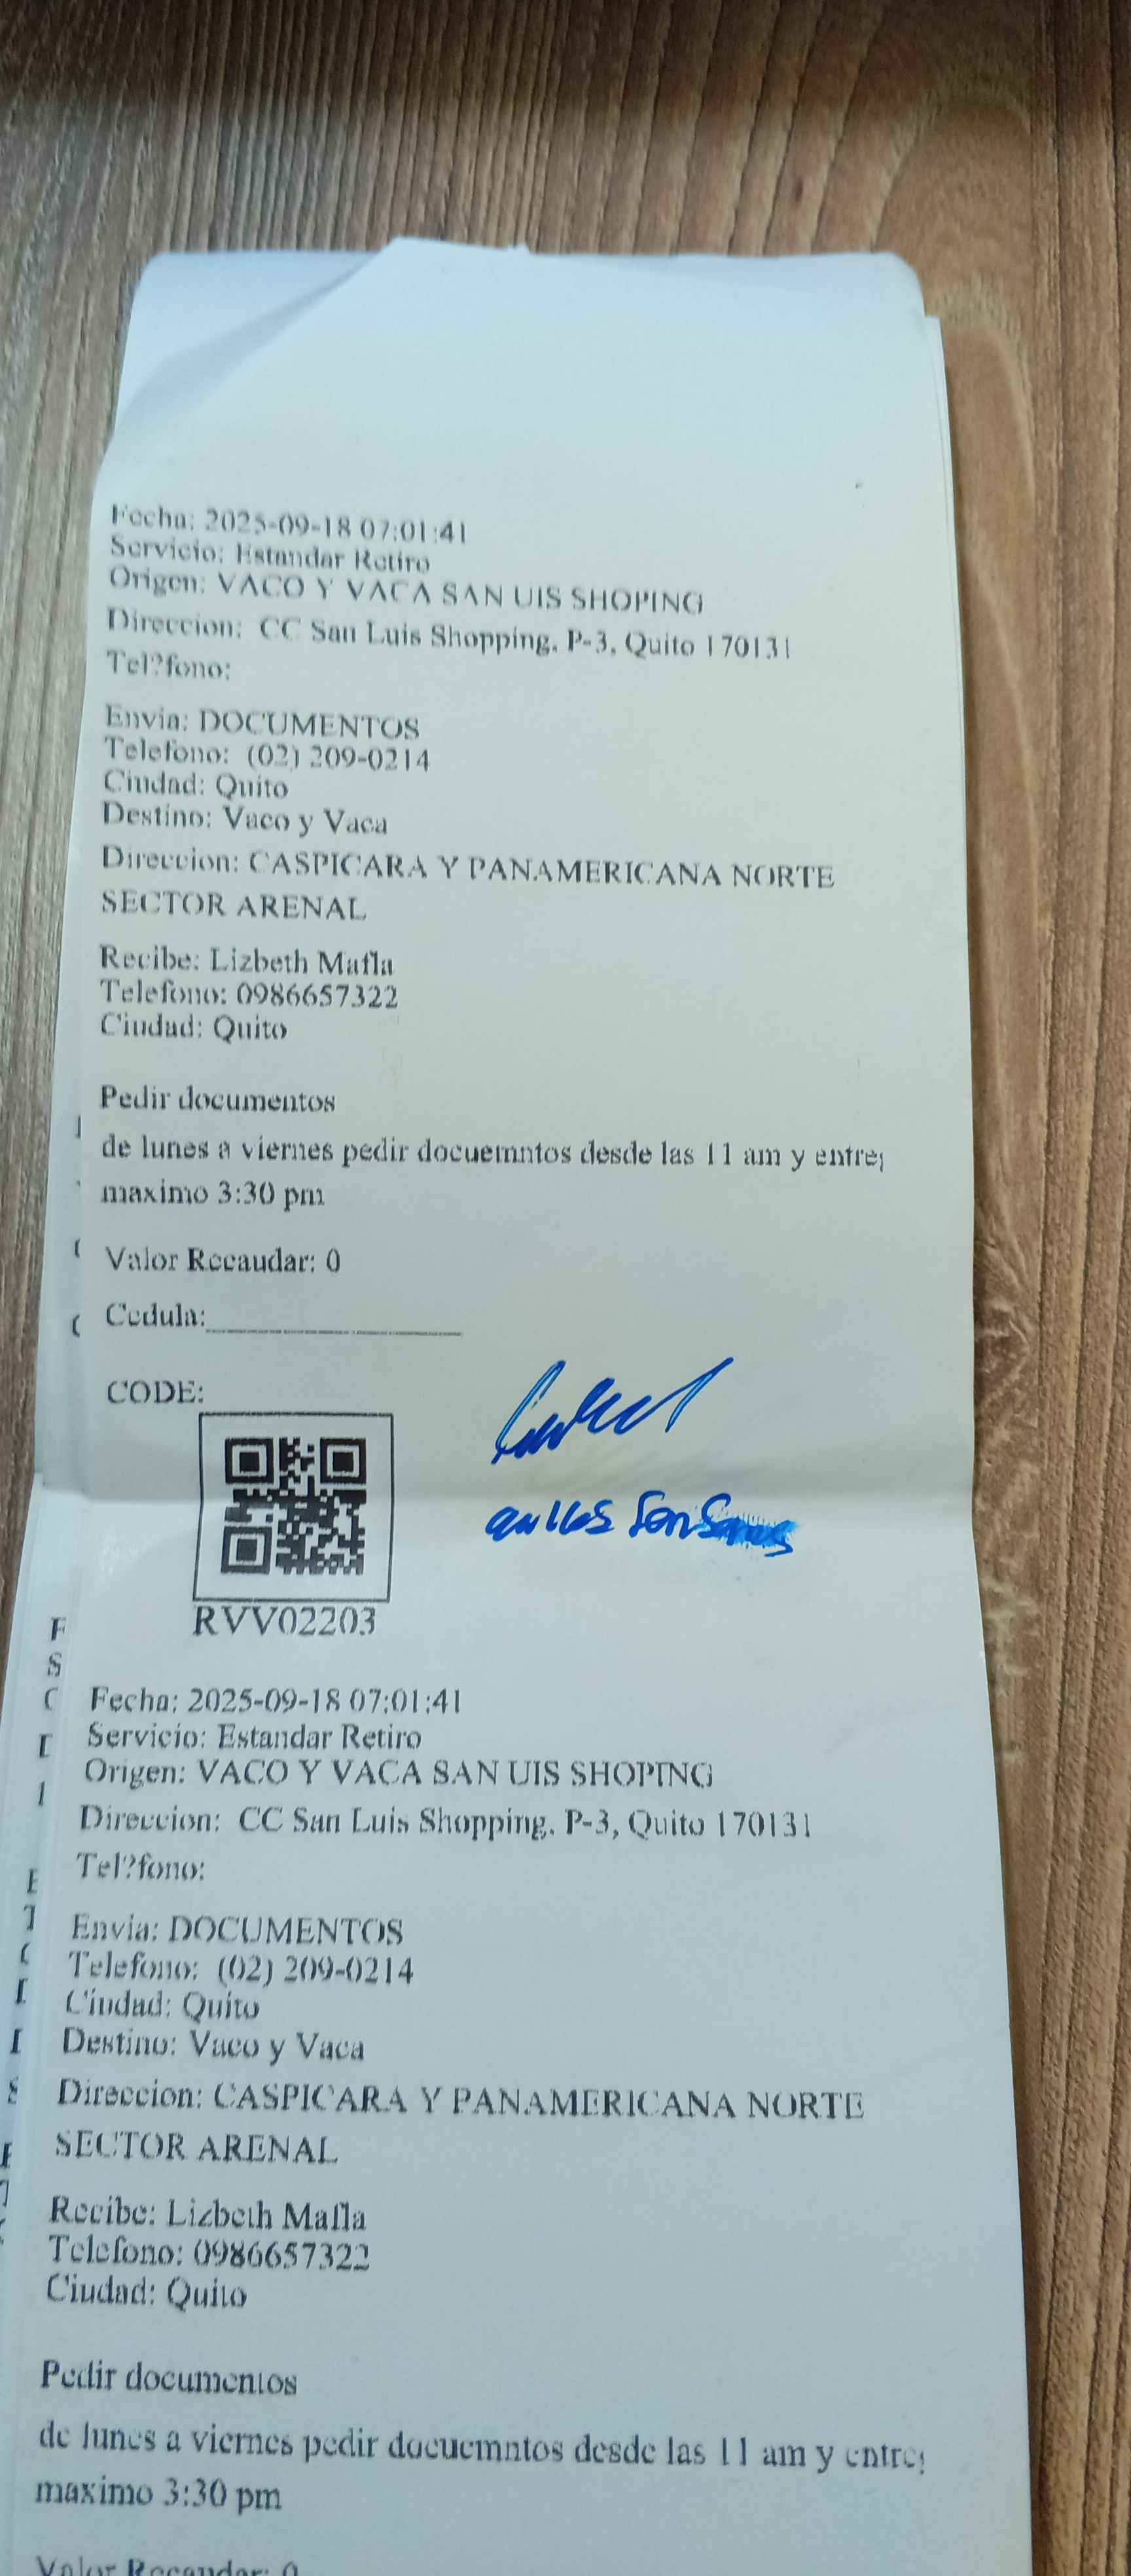 Fecha: 2025-09-18 07:01:41
Servicio: Estandar Retiro
Origen: VACO Y VACA SAN UIS SHOPING
Direccion: CC San Luis Shopping, P-3, Quito 170131
Tel?fono:
Envia: DOCUMENTOS
Telefono: (02) 209-0214
Ciudad: Quito
Destino: Vaco y Vaca
Direccion: CASPICARA Y PANAMERICANA NORTE
SECTOR ARENAL
Recibe: Lizbeth Mafla
Telefono: 0986657322
Ciudad: Quito
Pedir documentos
de lunes a viernes pedir docuemntos desde las 11 am y entre
maximo 3:30 pm
Valor Recaudar: 0
Cedula:
CODE:
RVV02203
Fecha: 2025-09-18 07:01:41
Servicio: Estandar Retiro
Origen: VACO Y VACA SAN UIS SHOPING
Direccion: CC San Luis Shopping, P-3, Quito 170131
Tel?fono:
Envia: DOCUMENTOS
Telefono: (02) 209-0214
Ciudad: Quito
Destino: Vaco y Vaca
Direccion: CASPICARA Y PANAMERICANA NORTE
SECTOR ARENAL
Recibe: Lizbeth Mafla
Telefono: 0986657322
Ciudad: Quito
Pedir documentos
de lunes a viernes pedir docuemntos desde las 11 am y entre
maximo 3:30 pm
Valor Recaudar: 0